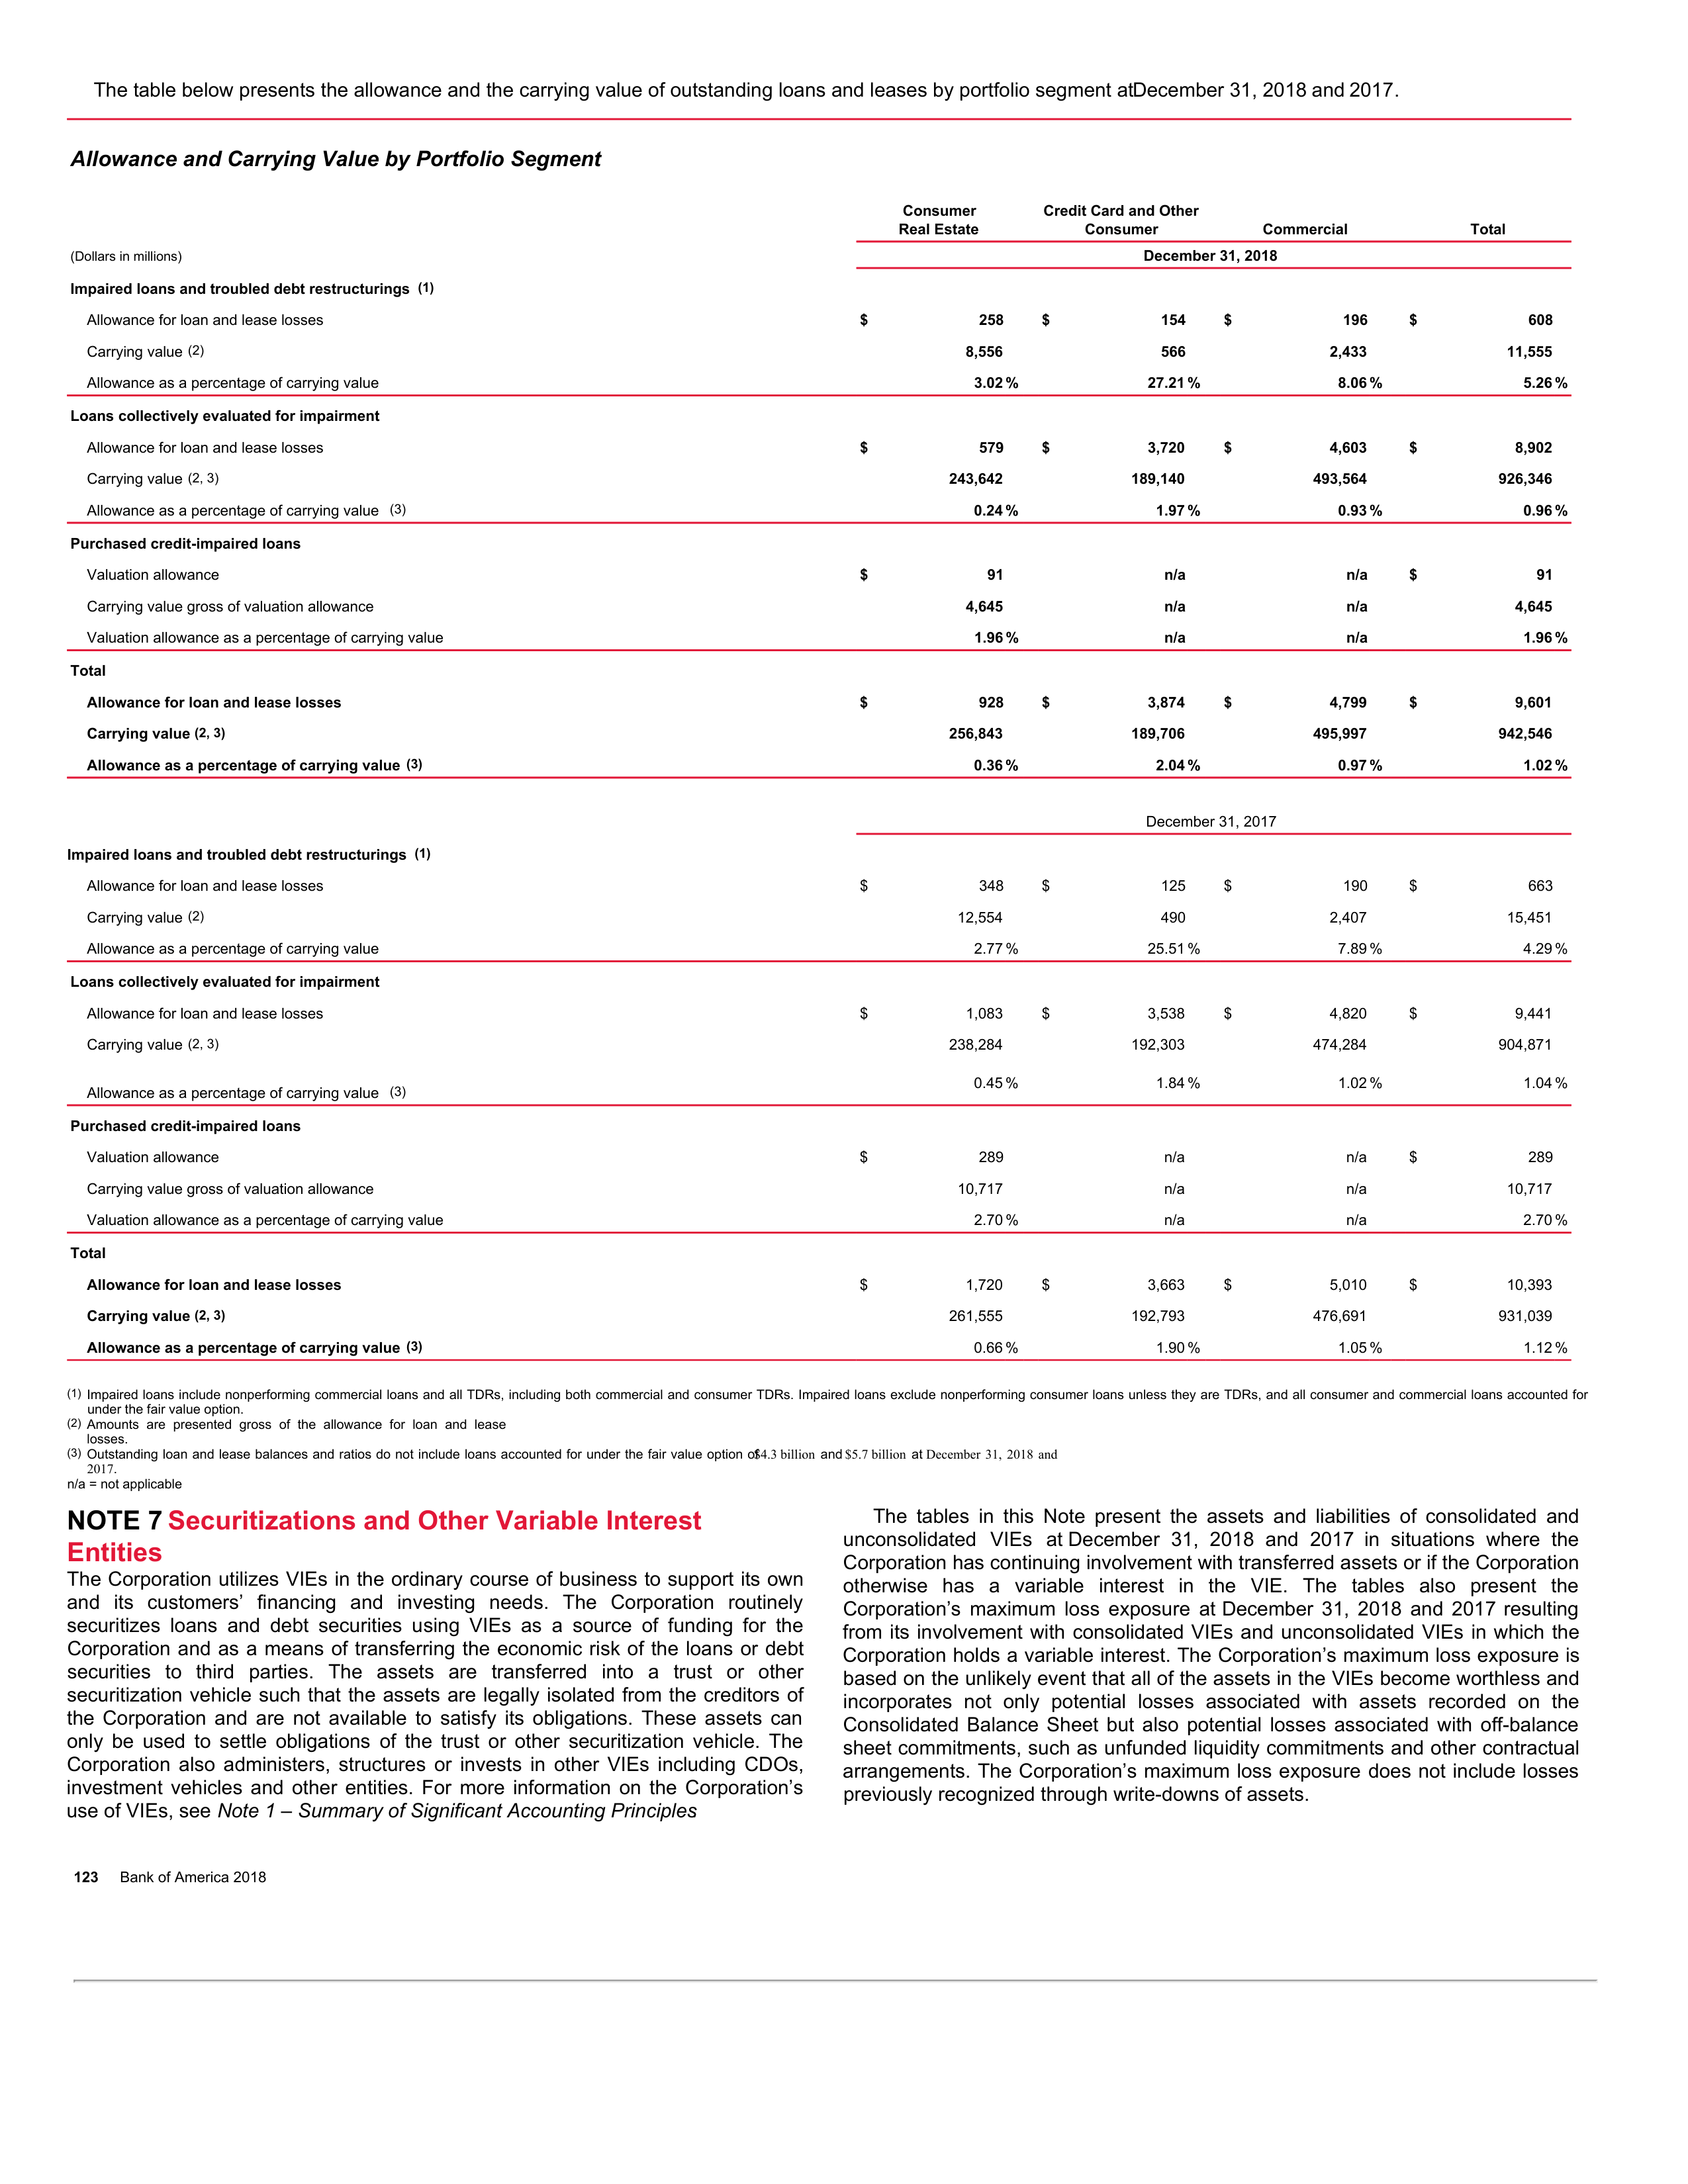 The table below presents the allowance and the carrying value of outstanding loans and leases by portfolio segment atDecember 31, 2018 and 2017.
Allowance and Carrying Value by Portfolio Segment
Consumer Real Estate Credit Card and Other Consumer Commercial Total
(Dollars in millions) December 31, 2018
Impaired loans and troubled debt restructurings (1)
Allowance for loan and lease losses $ 258 $ 154 $ 196 $ 608
Carrying value (2) 8,556 566 2,433 11,555
Allowance as a percentage of carrying value 3.02 % 27.21 % 8.06 % 5.26 %
Loans collectively evaluated for impairment
Allowance for loan and lease losses $ 579 $ 3,720 $ 4,603 $ 8,902
Carrying value (2, 3) 243,642 189,140 493,564 926,346
Allowance as a percentage of carrying value (3) 0.24 % 1.97 % 0.93 % 0.96 %
Purchased credit-impaired loans
Valuation allowance $ 91 n/a n/a $ 91
Carrying value gross of valuation allowance 4,645 n/a n/a 4,645
Valuation allowance as a percentage of carrying value 1.96 % n/a n/a 1.96 %
Total
Allowance for loan and lease losses $ 928 $ 3,874 $ 4,799 $ 9,601
Carrying value (2, 3) 256,843 189,706 495,997 942,546
Allowance as a percentage of carrying value (3) 0.36 % 2.04 % 0.97 % 1.02 %
December 31, 2017
Impaired loans and troubled debt restructurings (1)
Allowance for loan and lease losses $ 348 $ 125 $ 190 $ 663
Carrying value (2) 12,554 490 2,407 15,451
Allowance as a percentage of carrying value 2.77 % 25.51 % 7.89 % 4.29 %
Loans collectively evaluated for impairment
Allowance for loan and lease losses $ 1,083 $ 3,538 $ 4,820 $ 9,441
Carrying value (2, 3) 238,284 192,303 474,284 904,871
Allowance as a percentage of carrying value (3) 0.45 % 1.84 % 1.02 % 1.04 %
Purchased credit-impaired loans
Valuation allowance $ 289 n/a n/a $ 289
Carrying value gross of valuation allowance 10,717 n/a n/a 10,717
Valuation allowance as a percentage of carrying value 2.70 % n/a n/a 2.70 %
Total
Allowance for loan and lease losses $ 1,720 $ 3,663 $ 5,010 $ 10,393
Carrying value (2, 3) 261,555 192,793 476,691 931,039
Allowance as a percentage of carrying value (3) 0.66 % 1.90 % 1.05 % 1.12 %
(1) Impaired loans include nonperforming commercial loans and all TDRs, including both commercial and consumer TDRs. Impaired loans exclude nonperforming consumer loans unless they are TDRs, and all consumer and commercial loans accounted for
under the fair value option.
(2) Amounts are presented gross of the allowance for loan and lease
losses.
(3) Outstanding loan and lease balances and ratios do not include loans accounted for under the fair value option of$4.3 billion and $5.7 billion at December 31, 2018 and
2017.
n/a = not applicable
NOTE 7 Securitizations and Other Variable Interest
Entities
The Corporation utilizes VIEs in the ordinary course of business to support its own
and its customers’ financing and investing needs. The Corporation routinely
securitizes loans and debt securities using VIEs as a source of funding for the
Corporation and as a means of transferring the economic risk of the loans or debt
securities to third parties. The assets are transferred into a trust or other
securitization vehicle such that the assets are legally isolated from the creditors of
the Corporation and are not available to satisfy its obligations. These assets can
only be used to settle obligations of the trust or other securitization vehicle. The
Corporation also administers, structures or invests in other VIEs including CDOs,
investment vehicles and other entities. For more information on the Corporation’s
use of VIEs, see Note 1 – Summary of Significant Accounting Principles
The tables in this Note present the assets and liabilities of consolidated and
unconsolidated VIEs at December 31, 2018 and 2017 in situations where the
Corporation has continuing involvement with transferred assets or if the Corporation
otherwise has a variable interest in the VIE. The tables also present the
Corporation’s maximum loss exposure at December 31, 2018 and 2017 resulting
from its involvement with consolidated VIEs and unconsolidated VIEs in which the
Corporation holds a variable interest. The Corporation’s maximum loss exposure is
based on the unlikely event that all of the assets in the VIEs become worthless and
incorporates not only potential losses associated with assets recorded on the
Consolidated Balance Sheet but also potential losses associated with off-balance
sheet commitments, such as unfunded liquidity commitments and other contractual
arrangements. The Corporation’s maximum loss exposure does not include losses
previously recognized through write-downs of assets.
123 Bank of America 2018